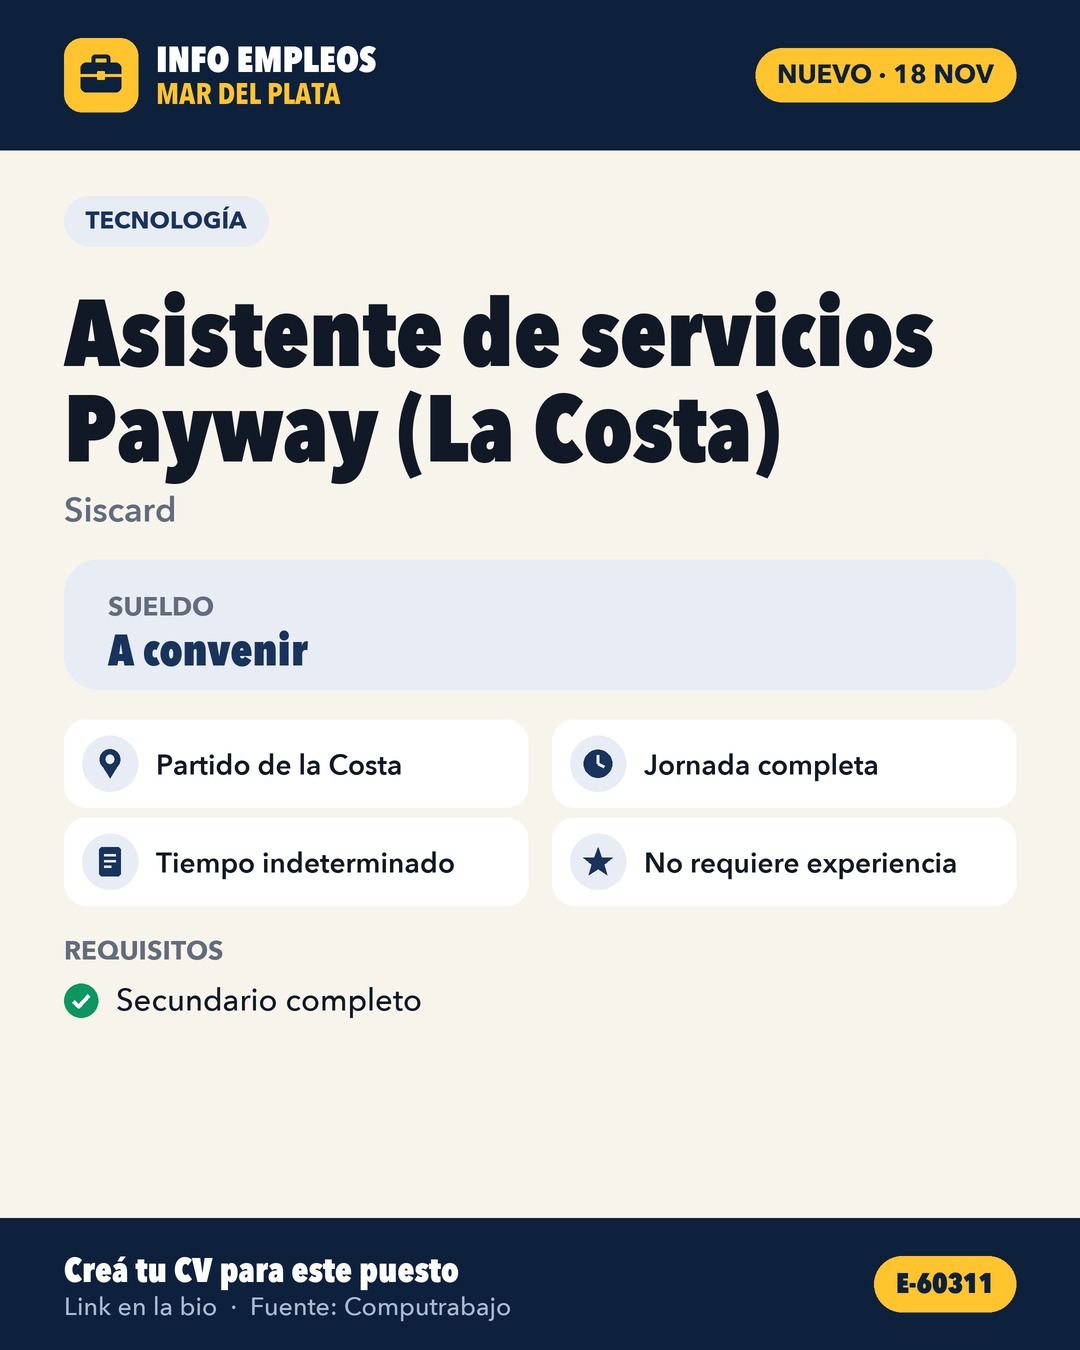 INFO EMPLEOS
MAR DEL PLATA
NUEVO · 18 NOV
TECNOLOGÍA
Asistente de servicios
Payway (La Costa)
Siscard
SUELDO
A convenir
Partido de la Costa
Jornada completa
Tiempo indeterminado
No requiere experiencia
REQUISITOS
Secundario completo
Creá tu CV para este puesto
Link en la bio · Fuente: Computrabajo
E-60311